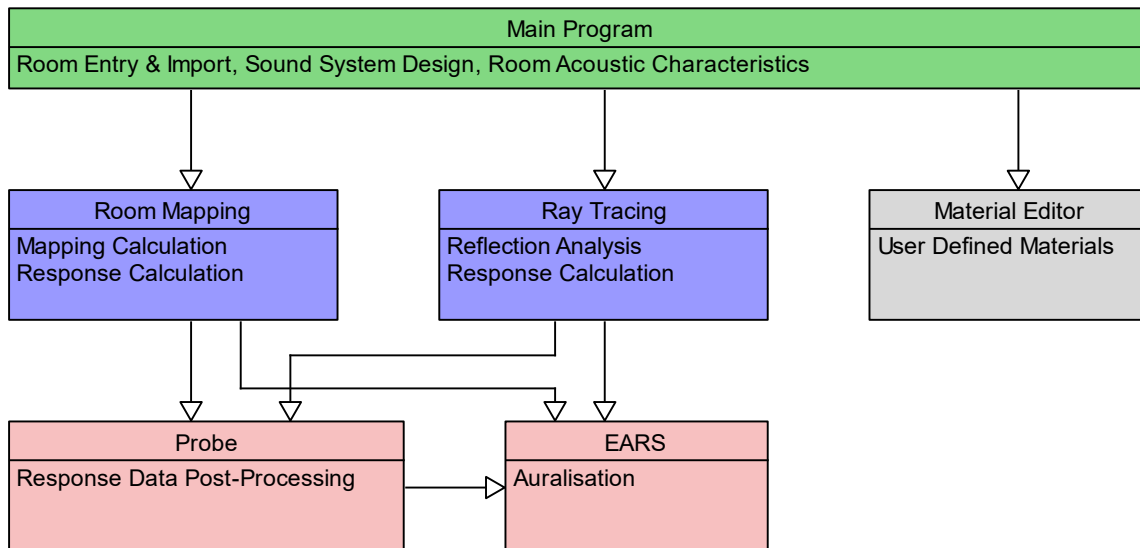 Main Program
Room Entry & Import, Sound System Design, Room Acoustic Characteristics
Room Mapping
Mapping Calculation
Response Calculation
Ray Tracing
Reflection Analysis
Response Calculation
Material Editor
User Defined Materials
Probe
Response Data Post-Processing
EARS
Auralisation